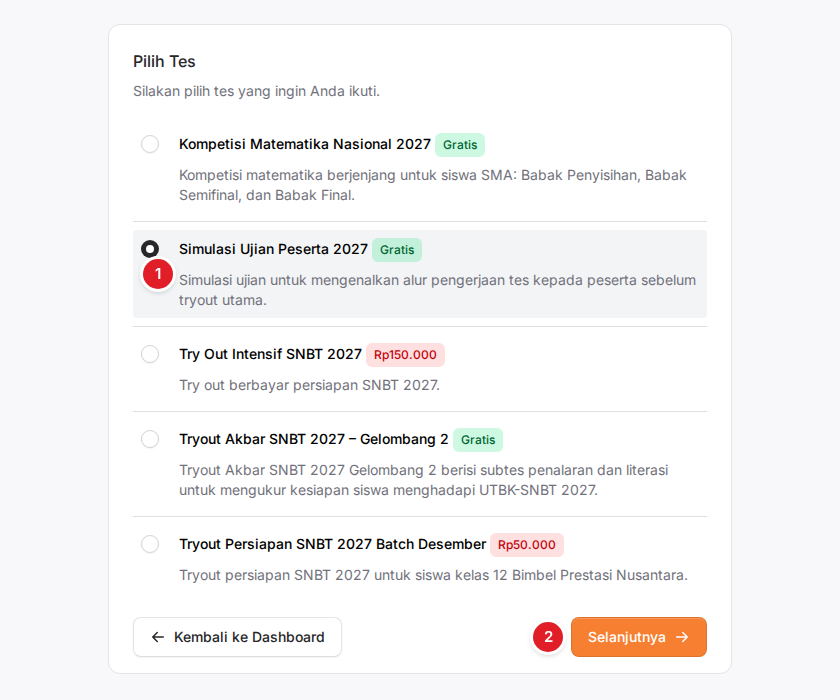 Pilih Tes
Silakan pilih tes yang ingin Anda ikuti.
Kompetisi Matematika Nasional 2027 Gratis
Kompetisi matematika berjenjang untuk siswa SMA: Babak Penyisihan, Babak
Semifinal, dan Babak Final.
Simulasi Ujian Peserta 2027 Gratis
1
Simulasi ujian untuk mengenalkan alur pengerjaan tes kepada peserta sebelum
tryout utama.
Try Out Intensif SNBT 2027 Rp150.000
Try out berbayar persiapan SNBT 2027.
Tryout Akbar SNBT 2027 – Gelombang 2 Gratis
Tryout Akbar SNBT 2027 Gelombang 2 berisi subtes penalaran dan literasi
untuk mengukur kesiapan siswa menghadapi UTBK-SNBT 2027.
Tryout Persiapan SNBT 2027 Batch Desember Rp50.000
Tryout persiapan SNBT 2027 untuk siswa kelas 12 Bimbel Prestasi Nusantara.
← Kembali ke Dashboard 2 Selanjutnya →